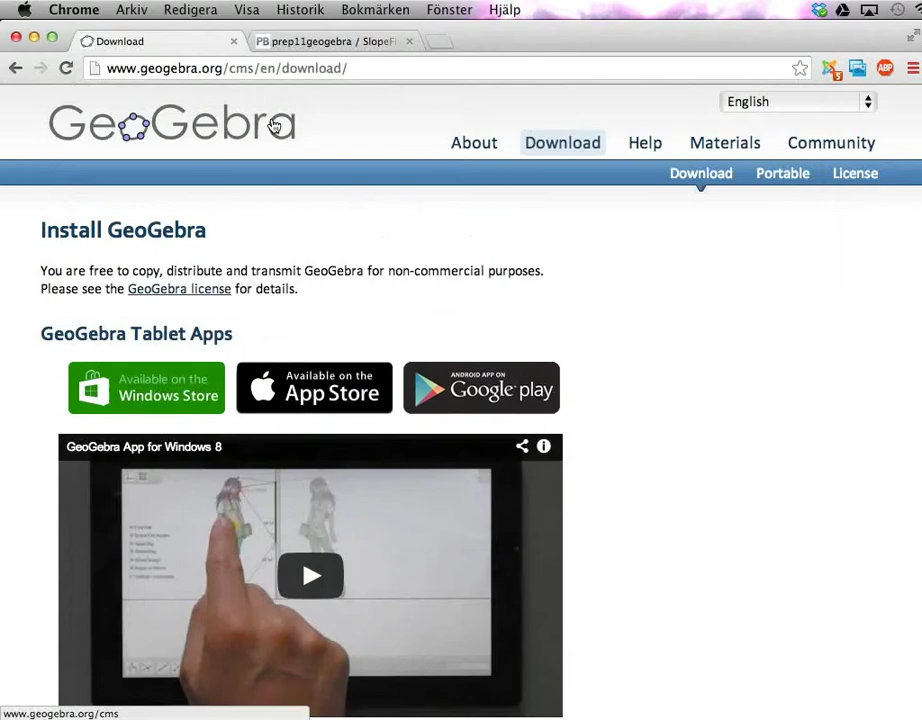 Chrome Arkiv Redigera Visa Historik Bokmärken Fönster Hjälp
Download
prep11geogebra / SlopeFi
www.geogebra.org/cms/en/download/
ABP
5
English
GeoGebra
About Download Help Materials Community
Download Portable License
Install GeoGebra
You are free to copy, distribute and transmit GeoGebra for non-commercial purposes.
Please see the GeoGebra license for details.
GeoGebra Tablet Apps
Available on the
Windows Store
Available on the
App Store
ANDROID APP ON
Google play
GeoGebra App for Windows 8
www.geogebra.org/cms